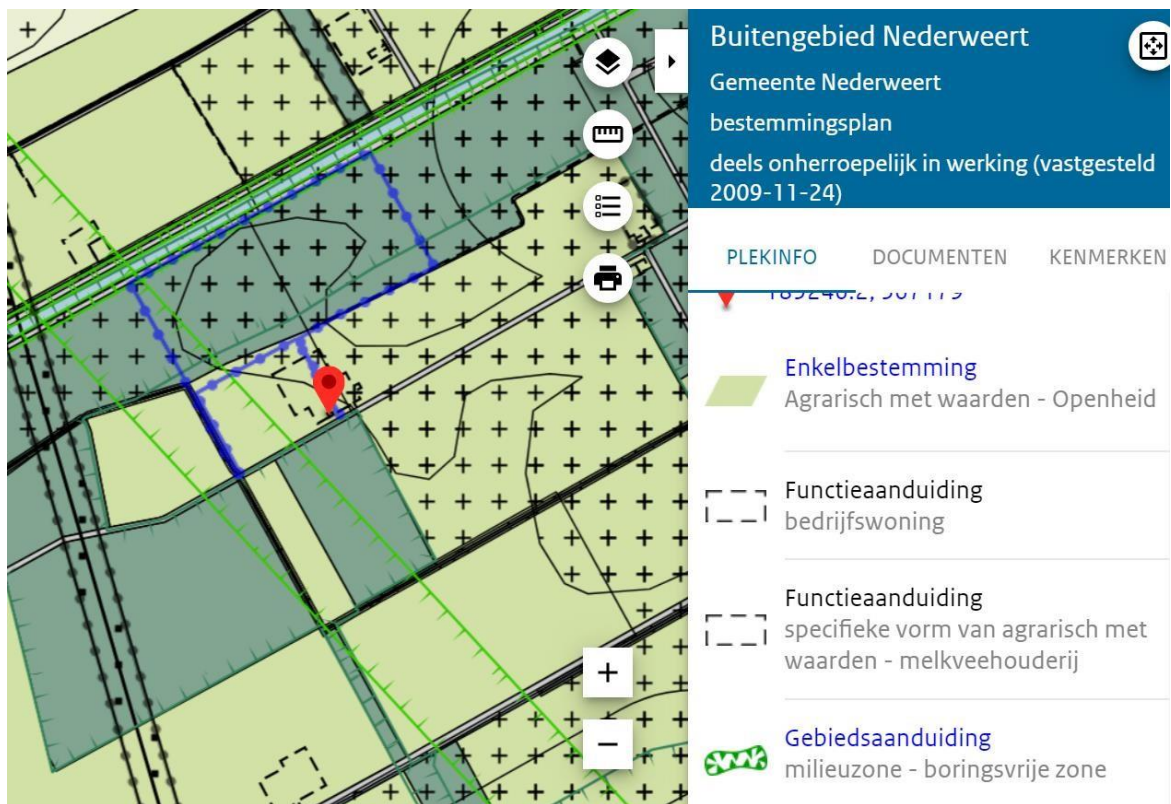 Buitengebied Nederweert
Gemeente Nederweert
bestemmingsplan
deels onherroepelijk in werking (vastgesteld
2009-11-24)
PLEKINFO DOCUMENTEN KENMERKEN
Enkelbestemming
Agrarisch met waarden - Openheid
Functieaanduiding
bedrijfswoning
Functieaanduiding
specifieke vorm van agrarisch met
waarden - melkveehouderij
Gebiedsaanduiding
milieuzone - boringsvrije zone